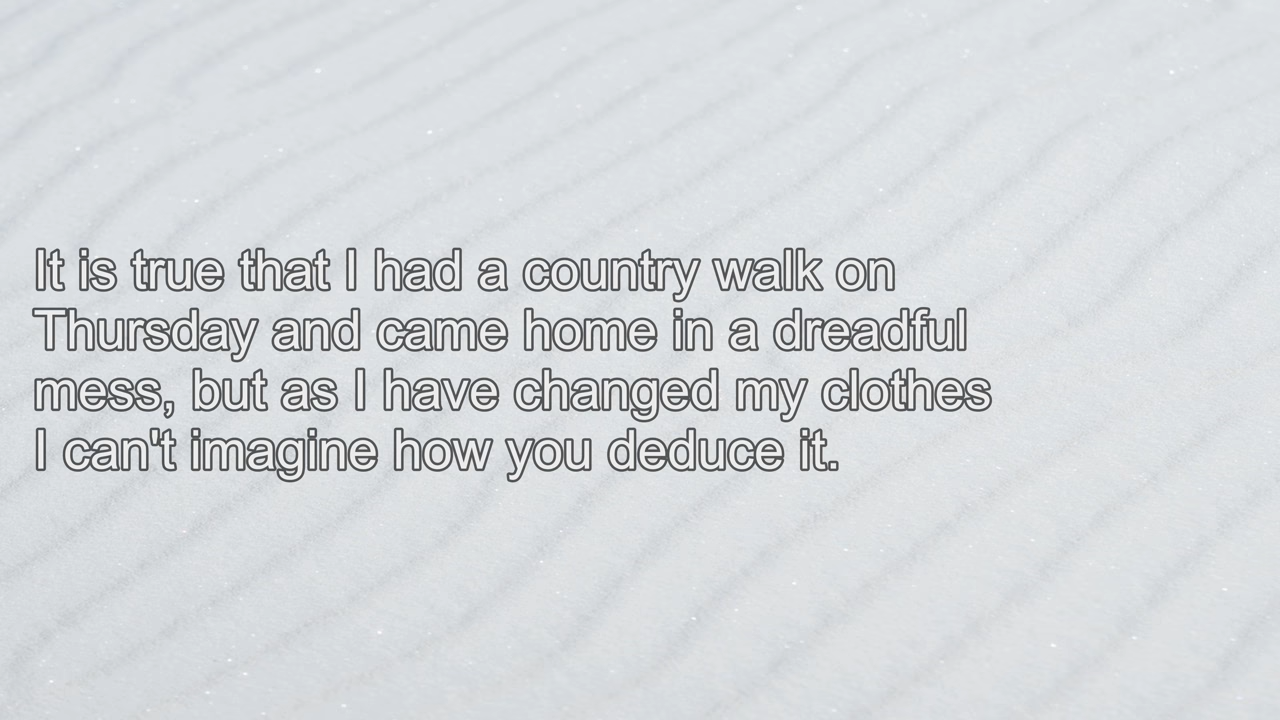 It is true that I had a country walk on
Thursday and came home in a dreadful
mess, but as I have changed my clothes
I can't imagine how you deduce it.